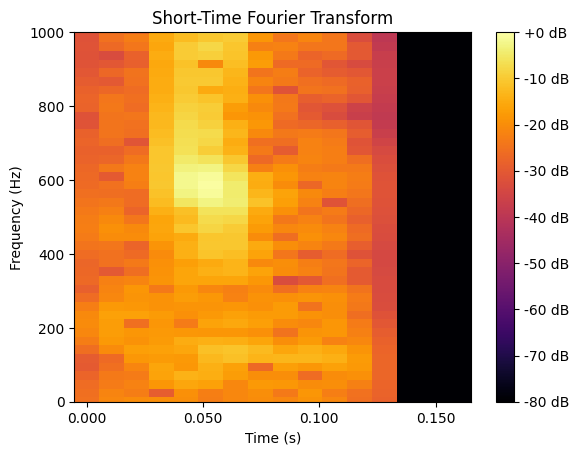 Short-Time Fourier Transform
1000
800
600
400
200
0
Frequency (Hz)
0.000
0.050
0.100
0.150
Time (s)
+0 dB
-10 dB
-20 dB
-30 dB
-40 dB
-50 dB
-60 dB
-70 dB
-80 dB